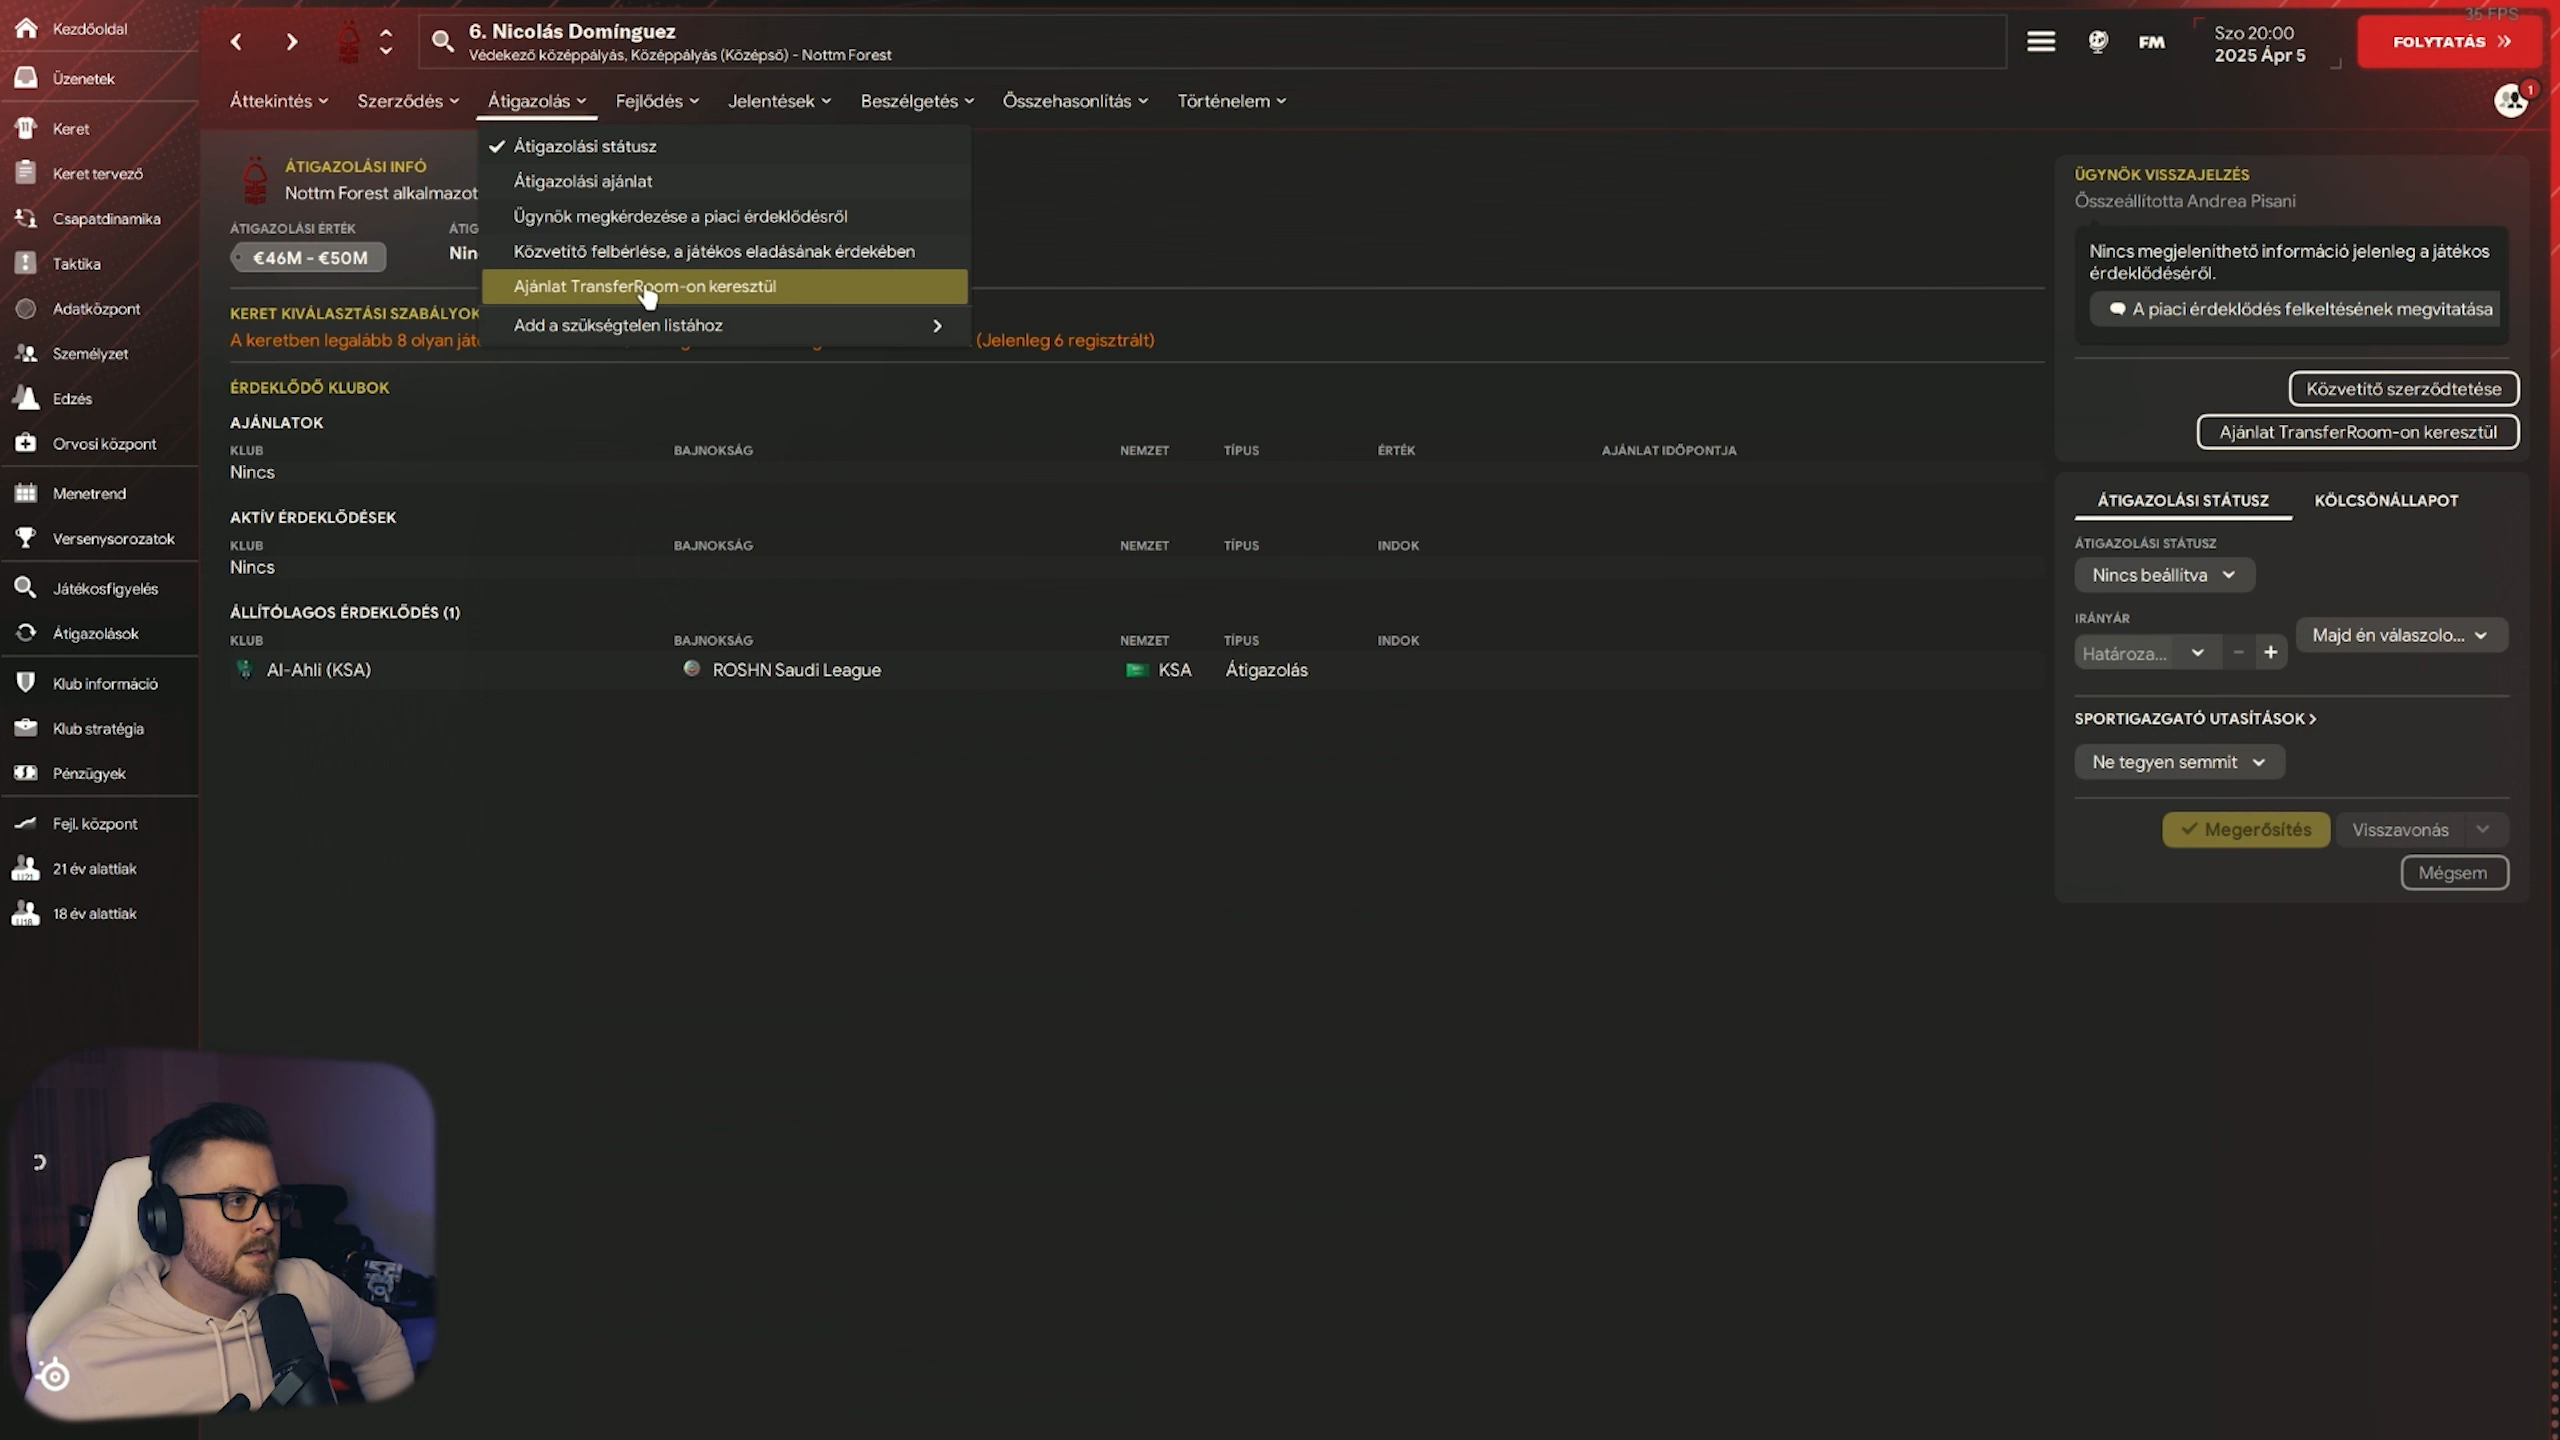 35 FPS
6. Nicolás Domínguez
Védekező középpályás, Középpályás (Középső) - Nottm Forest
FM
Szo 20:00
2025 Ápr 5
FOLYTATÁS
1
Áttekintés
Szerződés
Átigazolás
Fejlődés
Jelentések
Beszélgetés
Összehasonlítás
Történelem
Kezdőoldal
Üzenetek
Keret
Keret tervező
Csapatdinamika
Taktika
Adatközpont
Személyzet
Edzés
Orvosi központ
Menetrend
Versenysorozatok
Játékosfigyelés
Átigazolások
Klub információ
Klub stratégia
Pénzügyek
Fejl. központ
21 év alattiak
18 év alattiak
Átigazolási státusz
Átigazolási ajánlat
Ügynök megkérdezése a piaci érdeklődésről
Közvetítő felbérlése, a játékos eladásának érdekében
Ajánlat TransferRoom-on keresztül
Add a szükségtelen listához
ÁTIGAZOLÁSI INFÓ
Nottm Forest alkalmazot
ÁTIGAZOLÁSI ÉRTÉK
€46M - €50M
ÁTIG
Nin
KERET KIVÁLASZTÁSI SZABÁLYOK
A keretben legalább 8 olyan ját
(Jelenleg 6 regisztrált)
ÉRDEKLŐDŐ KLUBOK
AJÁNLATOK
KLUB BAJNOKSÁG NEMZET TÍPUS ÉRTÉK AJÁNLAT IDŐPONTJA
Nincs
AKTÍV ÉRDEKLŐDÉSEK
KLUB BAJNOKSÁG NEMZET TÍPUS INDOK
Nincs
ÁLLÍTÓLAGOS ÉRDEKLŐDÉS (1)
KLUB BAJNOKSÁG NEMZET TÍPUS INDOK
Al-Ahli (KSA) ROSHN Saudi League KSA Átigazolás
ÜGYNÖK VISSZAJELZÉS
Összeállította Andrea Pisani
Nincs megjeleníthető információ jelenleg a játékos
érdeklődéséről.
A piaci érdeklődés felkeltésének megvitatása
Közvetítő szerződtetése
Ajánlat TransferRoom-on keresztül
ÁTIGAZOLÁSI STÁTUSZ
KÖLCSÖNÁLLAPOT
ÁTIGAZOLÁSI STÁTUSZ
Nincs beállítva
IRÁNYÁR
Határoza...
Majd én válaszolo...
SPORTIGAZGATÓ UTASÍTÁSOK
Ne tegyen semmit
Megerősítés
Visszavonás
Mégsem